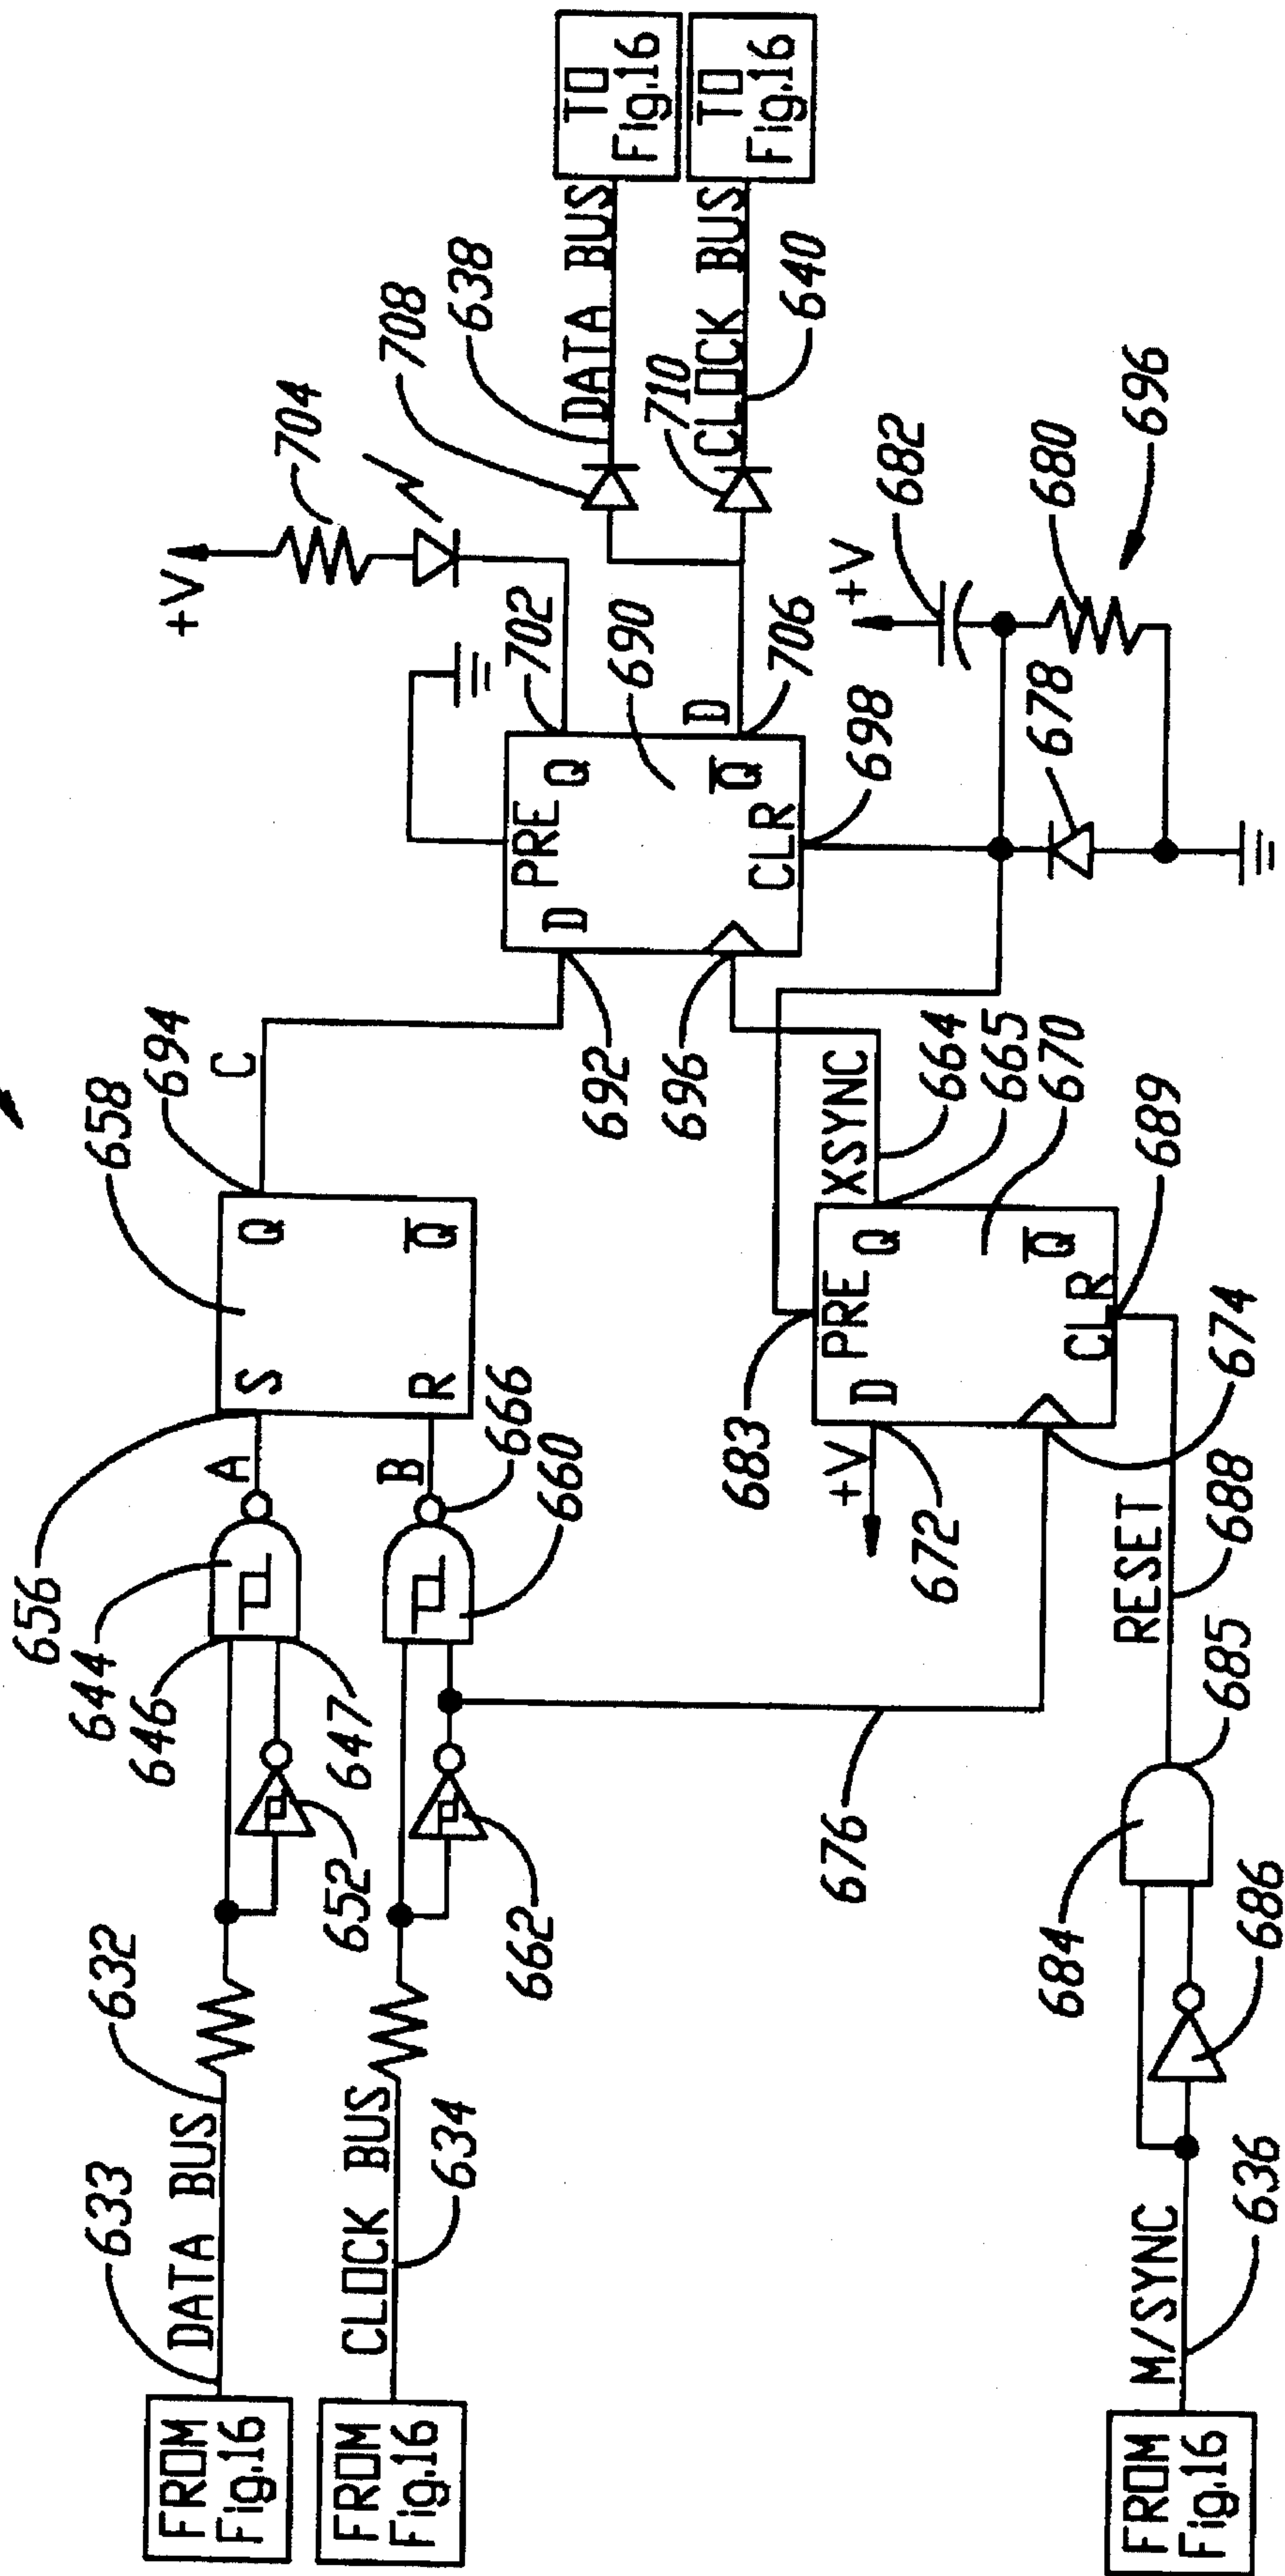 FROM
Fig.16
633
DATA BUS
632
646
644
656
A
S
Q
658
694
C
647
652
FROM
Fig.16
CLOCK BUS
634
662
B
R
Q
666
660
676
FROM
Fig.16
M/SYNC
636
684
686
685
RESET
688
+V
672
683
D
PRE
Q
Q
CLR
674
689
XSYNC
664
665
670
692
696
D
PRE
Q
Q
CLR
702
690
D
706
698
+V
704
708
638
DATA BUS
TO
Fig.16
710
CLOCK BUS
640
TO
Fig.16
+V
682
678
680
696